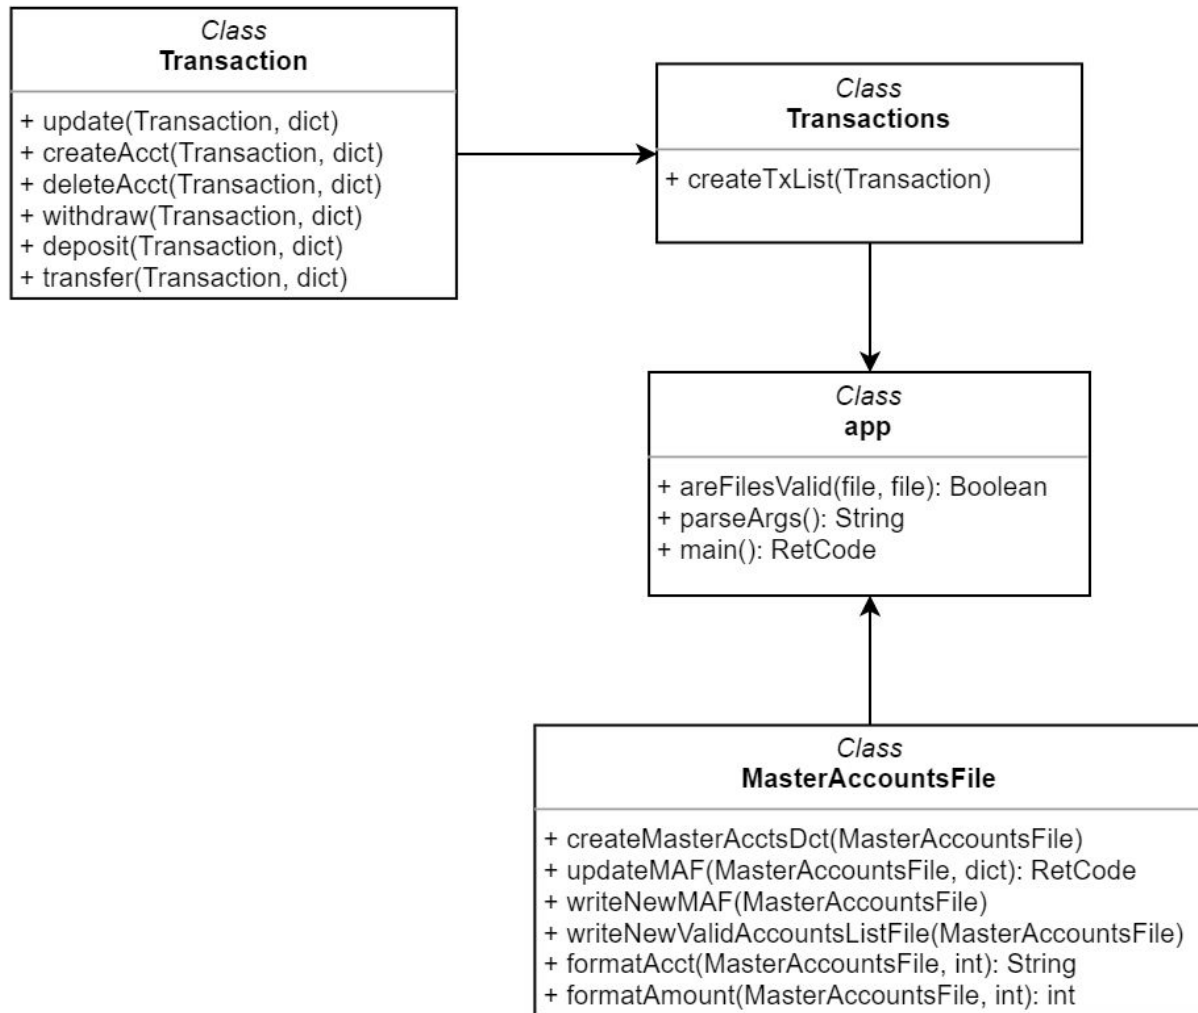 Class
Transaction
+ update(Transaction, dict)
+ createAcct(Transaction, dict)
+ deleteAcct(Transaction, dict)
+ withdraw(Transaction, dict)
+ deposit(Transaction, dict)
+ transfer(Transaction, dict)
Class
Transactions
+ createTxList(Transaction)
Class
app
+ areFilesValid(file, file): Boolean
+ parseArgs(): String
+ main(): RetCode
Class
MasterAccountsFile
+ createMasterAcctsDct(MasterAccountsFile)
+ updateMAF(MasterAccountsFile, dict): RetCode
+ writeNewMAF(MasterAccountsFile)
+ writeNewValidAccountsListFile(MasterAccountsFile)
+ formatAcct(MasterAccountsFile, int): String
+ formatAmount(MasterAccountsFile, int): int